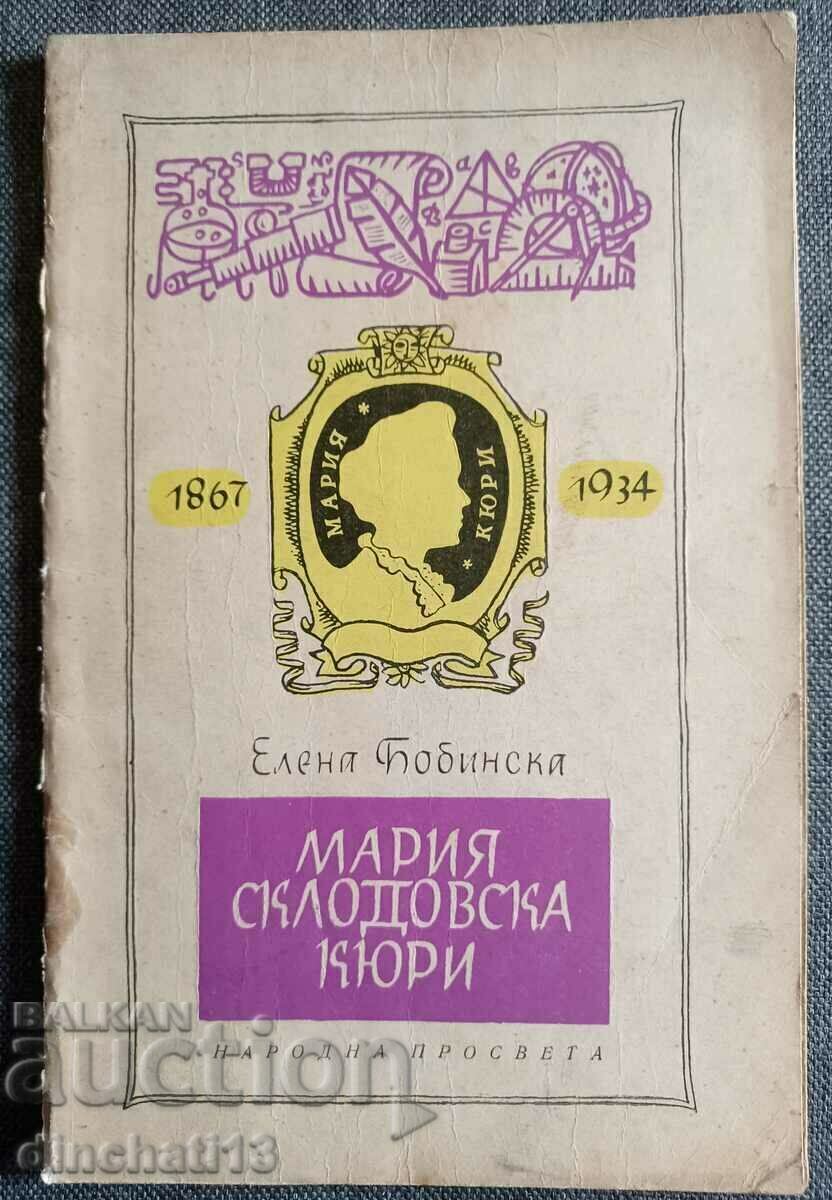 МАРИЯ * КЮРИ *
1867
1934
Елена Бобинска
МАРИЯ
СКЛОДОВСКА
КЮРИ
НАРОДНА ПРОСВЕТА
BALKAN
auction
dinchati13